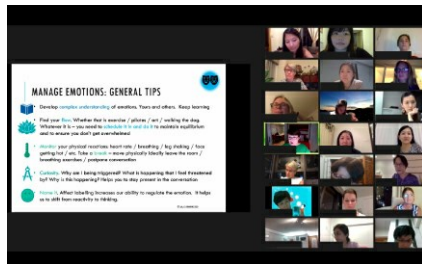 MANAGE EMOTIONS: GENERAL TIPS
Develop complex understanding of emotions. Yours and others. Keep learning
Find your Flow. Whether that is exercise / pilates / art / walking the dog.
Whatever it is – you need to schedule it in and do it to maintain equilibrium
and to ensure you don't get overwhelmed
Monitor your physical reactions: heart rate / breathing / leg shaking / face
getting hot / etc. Take a break – move physically ideally leave the room /
breathing exercises / postpone conversation
Curiosity. Why am I being triggered? What is happening that I feel threatened
by? Why is this happening? Helps you to stay present in the conversation
Name it. Affect labelling increases our ability to regulate the emotion. It helps
us to shift from reactivity to thinking.